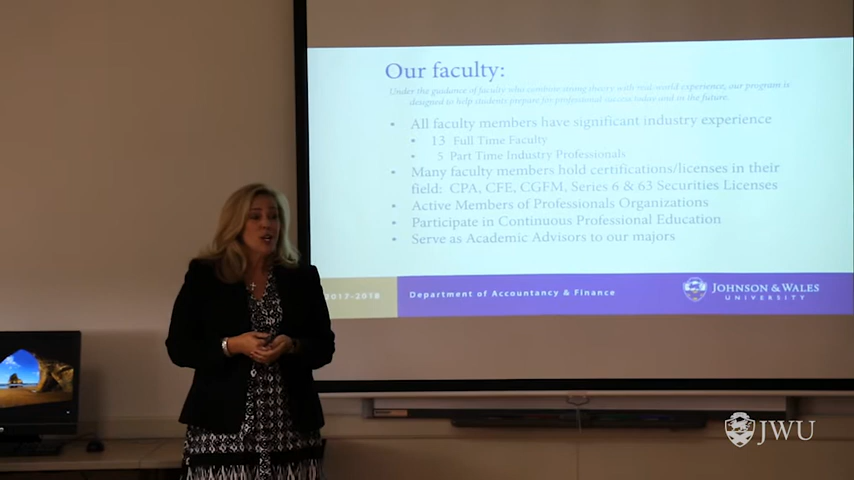 Our faculty:
Under the guidance of faculty who combine strong theory with real-world experience, our program is
designed to help students prepare for professional success today and in the future.
• All faculty members have significant industry experience
• 13 Full Time Faculty
• 5 Part Time Industry Professionals
• Many faculty members hold certifications/licenses in their
field: CPA, CFE, CGFM, Series 6 & 63 Securities Licenses
• Active Members of Professionals Organizations
• Participate in Continuous Professional Education
• Serve as Academic Advisors to our majors
2017-2018
Department of Accountancy & Finance
JOHNSON & WALES
UNIVERSITY
JWU